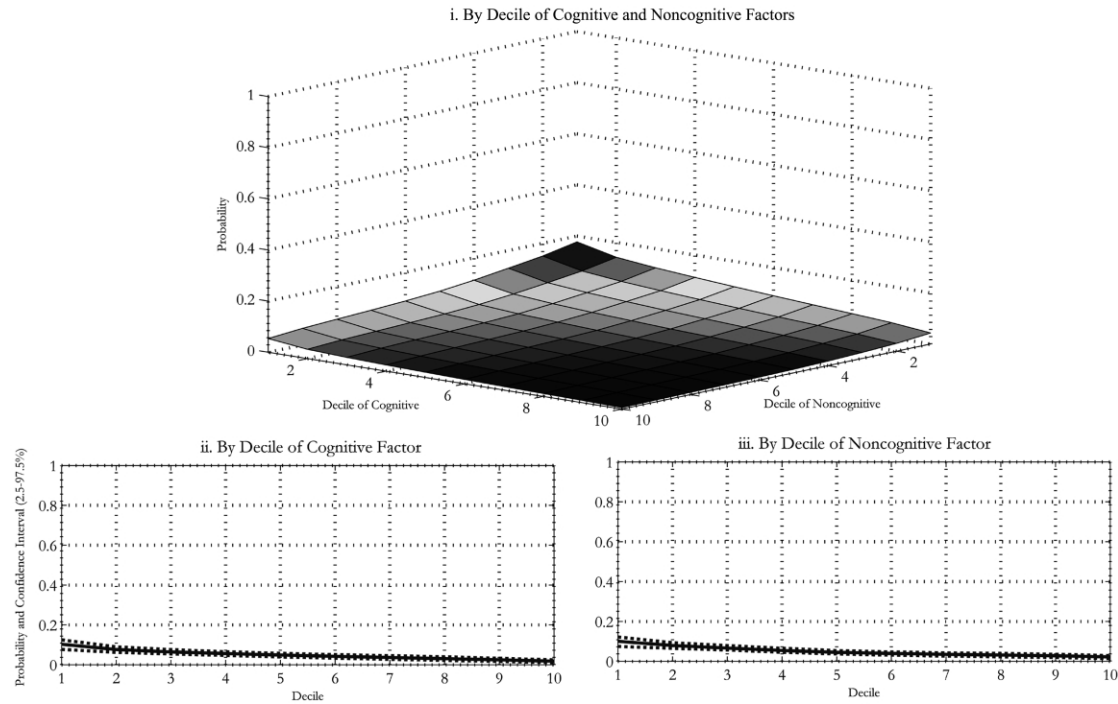 i. By Decile of Cognitive and Noncognitive Factors
1
0.8
0.6
0.4
0.2
0
Probability
2
4
6
8
10
Decile of Cognitive
10
8
6
4
2
Decile of Noncognitive
ii. By Decile of Cognitive Factor
Probability and Confidence Interval (2.5-97.5%)
1
0.8
0.6
0.4
0.2
0
1 2 3 4 5 6 7 8 9 10
Decile
iii. By Decile of Noncognitive Factor
1
0.8
0.6
0.4
0.2
0
1 2 3 4 5 6 7 8 9 10
Decile